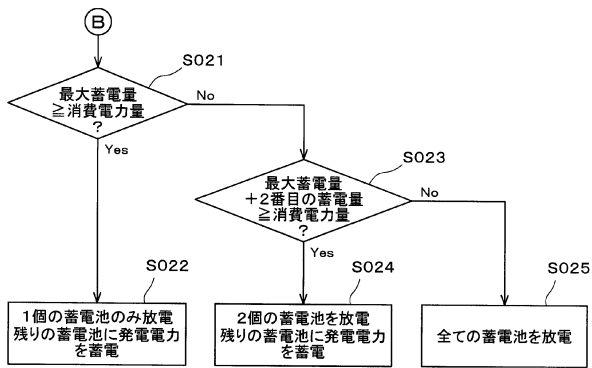 B
S021
最大蓄電量
≧消費電力量
?
No
Yes
S023
最大蓄電量
+2番目の蓄電量
≧消費電力量
?
No
Yes
S022
1個の蓄電池のみ放電
残りの蓄電池に発電電力
を蓄電
S024
2個の蓄電池を放電
残りの蓄電池に発電電力
を蓄電
S025
全ての蓄電池を放電